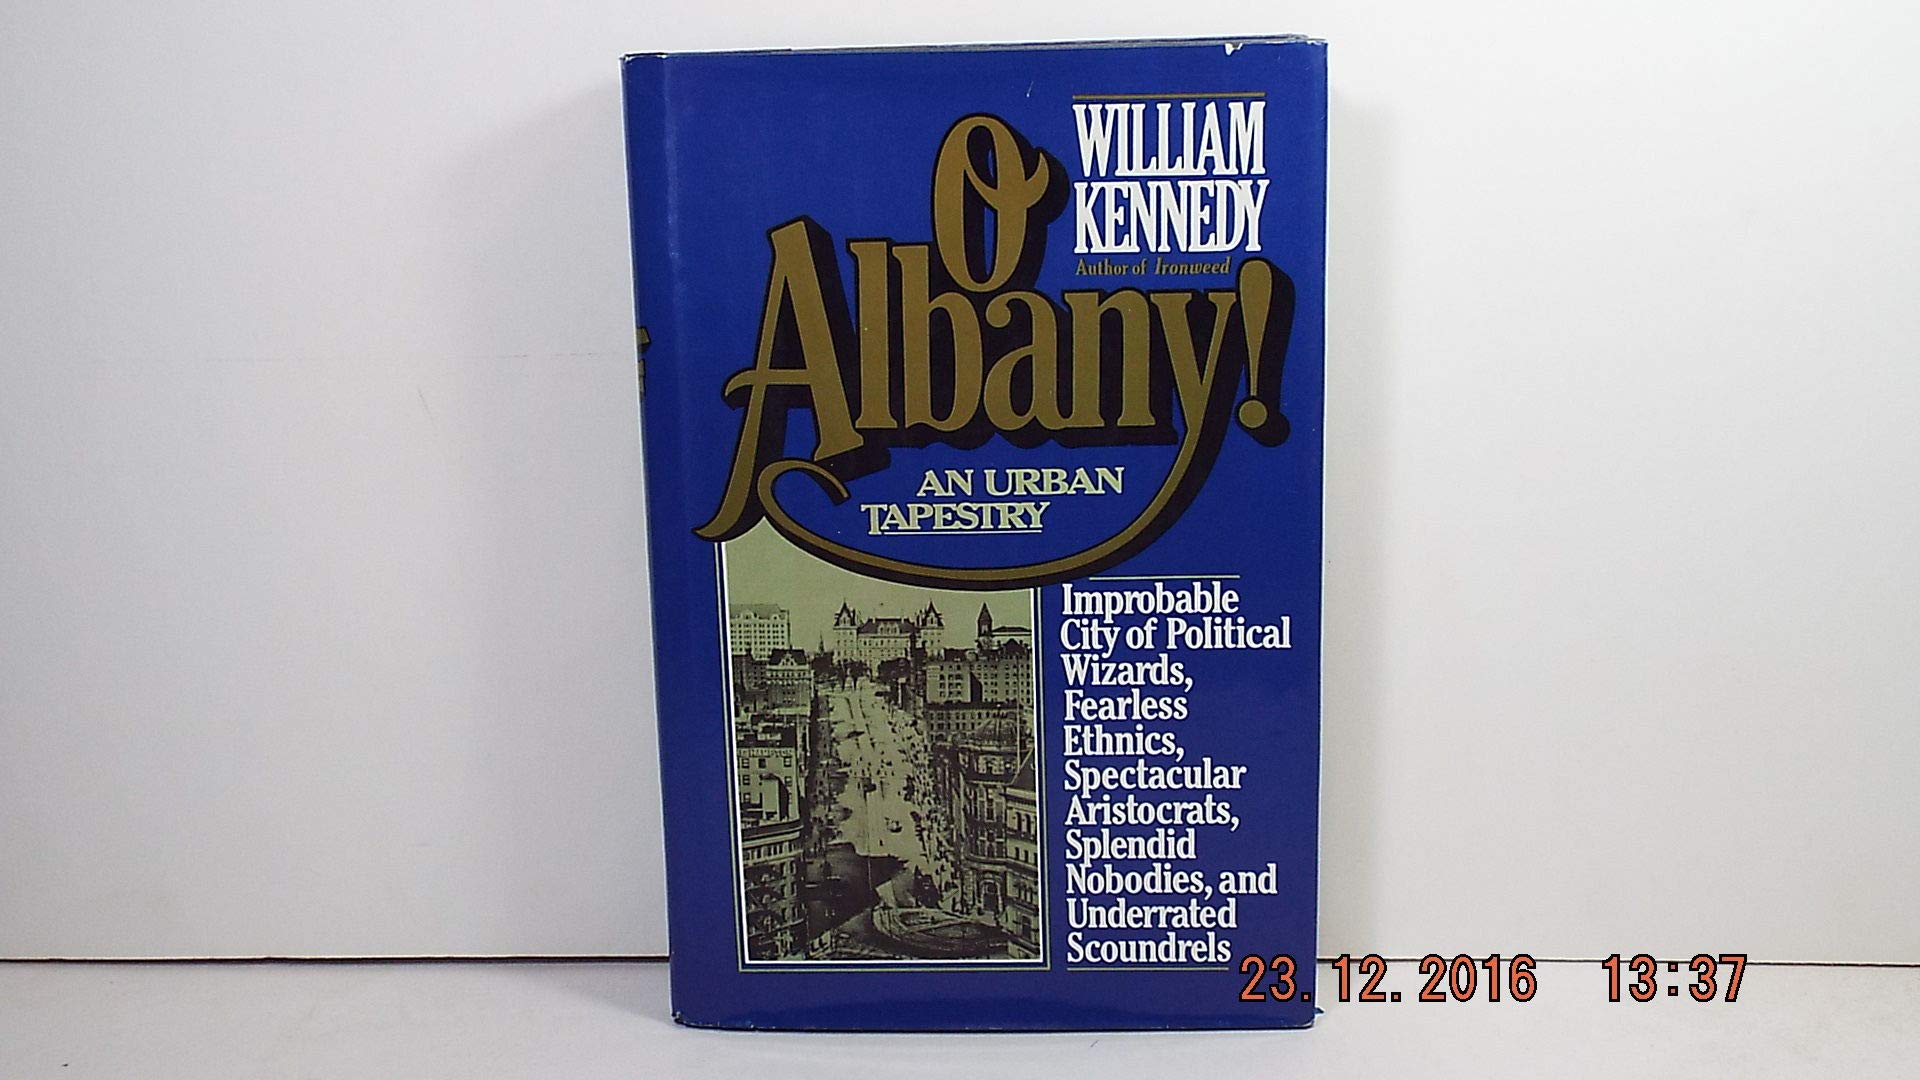 WILLIAM
KENNEDY
Author of Ironweed
O
Albany!
AN URBAN
TAPESTRY
Improbable
City of Political
Wizards,
Fearless
Ethnics,
Spectacular
Aristocrats,
Splendid
Nobodies, and
Underrated
Scoundrels
23.12.2016 13:37